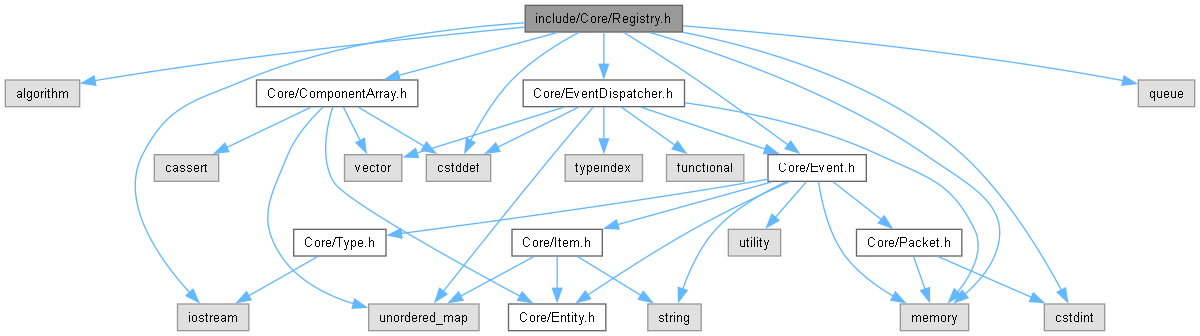 include/Core/Registry.h
algorithm
Core/ComponentArray.h
Core/EventDispatcher.h
queue
cassert
vector
cstddef
typeindex
functional
Core/Event.h
Core/Type.h
Core/Item.h
utility
Core/Packet.h
iostream
unordered_map
Core/Entity.h
string
memory
cstdint